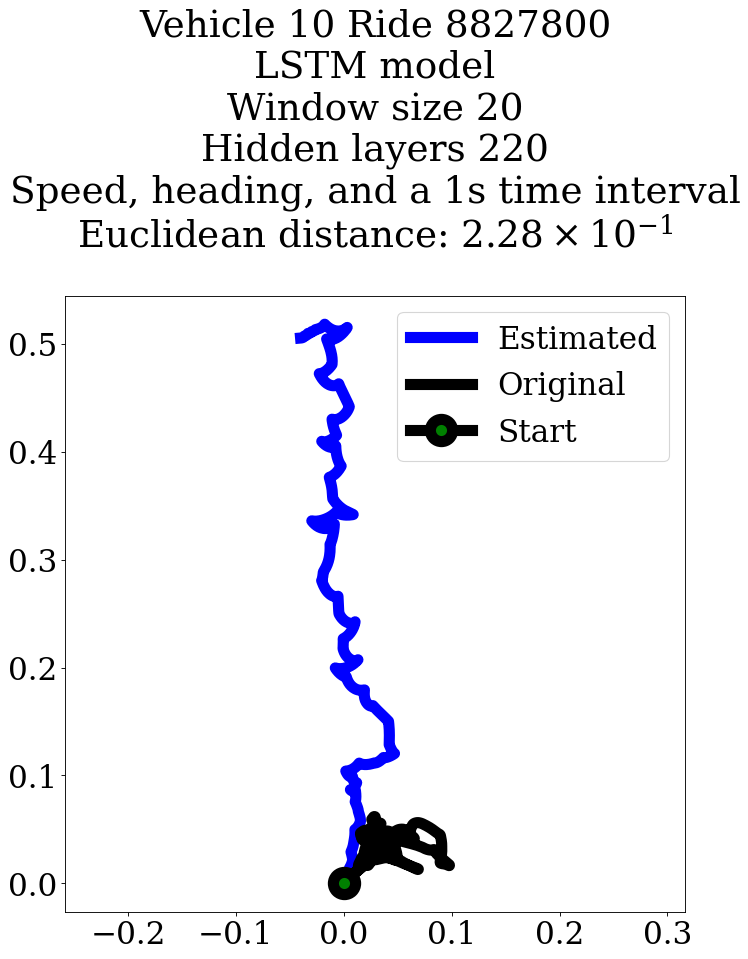 Vehicle 10 Ride 8827800
LSTM model
Window size 20
Hidden layers 220
Speed, heading, and a 1s time interval
Euclidean distance: 2.28 × 10⁻¹
Estimated
Original
Start
0.5
0.4
0.3
0.2
0.1
0.0
−0.2 −0.1 0.0 0.1 0.2 0.3